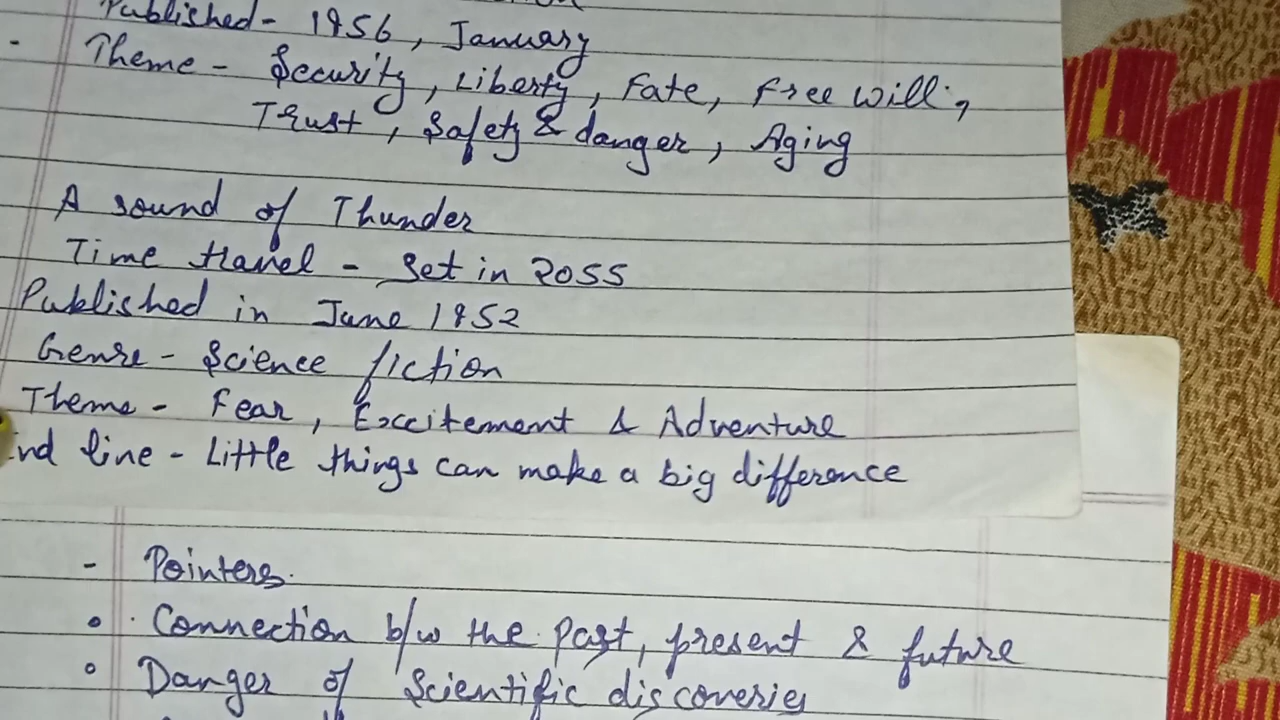 Published - 1956, January
- Theme - Security, Liberty, Fate, Free will,
Trust, Safety & danger, Aging
A sound of Thunder
Time travel - Set in 2055
Published in June 1952
Genre - Science fiction
Theme - Fear, Excitement & Adventure
line - Little things can make a big difference
- Pointers.
• Connection b/w the past, present & future
• Danger of Scientific discoveries